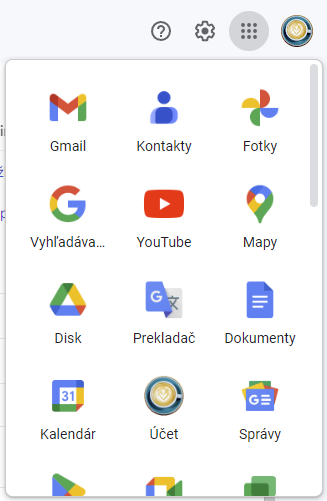 Gmail
Kontakty
Fotky
Vyhľadáva...
YouTube
Mapy
Disk
Prekladač
Dokumenty
31
Kalendár
Účet
Správy